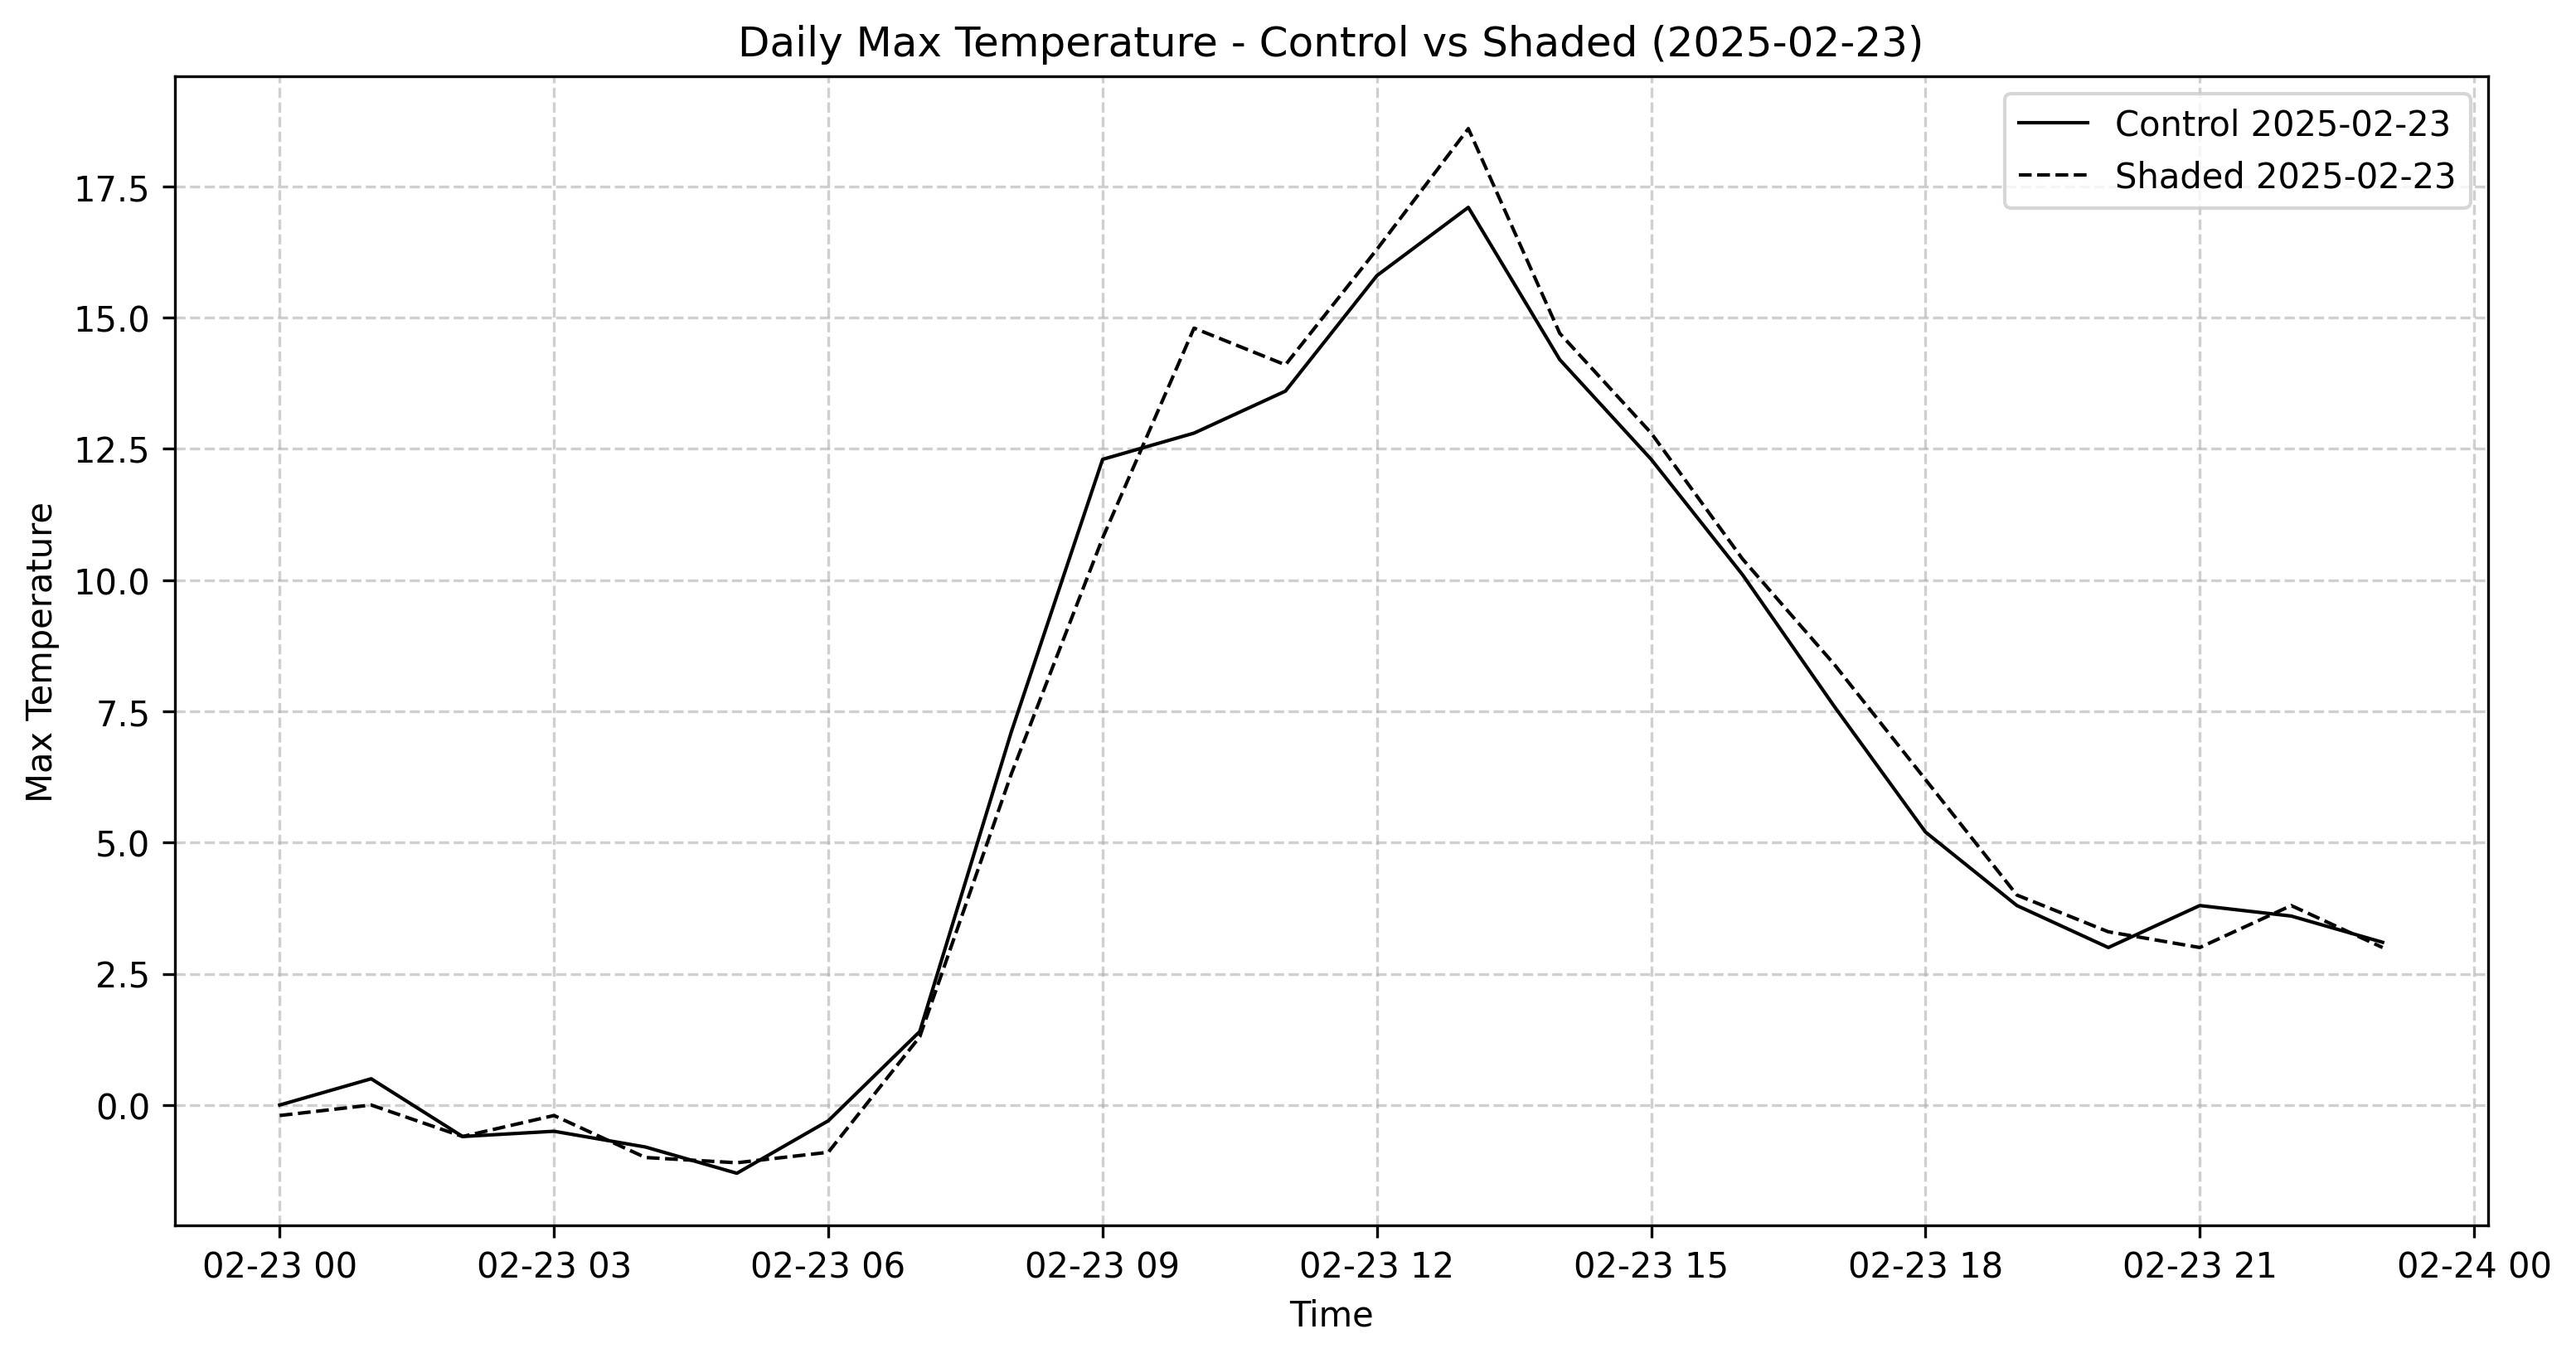 Daily Max Temperature - Control vs Shaded (2025-02-23)
Control 2025-02-23
Shaded 2025-02-23
Max Temperature
17.5
15.0
12.5
10.0
7.5
5.0
2.5
0.0
02-23 00 02-23 03 02-23 06 02-23 09 02-23 12 02-23 15 02-23 18 02-23 21 02-24 00
Time